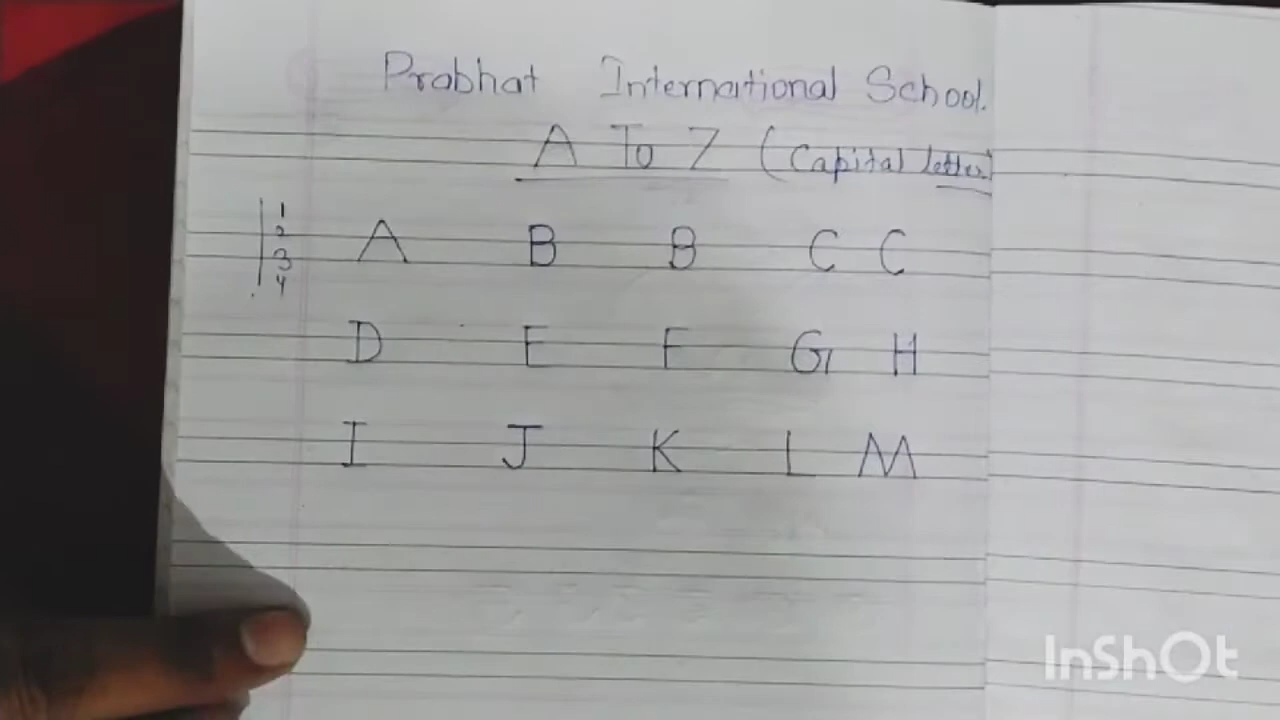 Prabhat International School.
A To Z (Capital letter)
1
2
3
4
A B B C C
D E F G H
I J K L M
InShOt